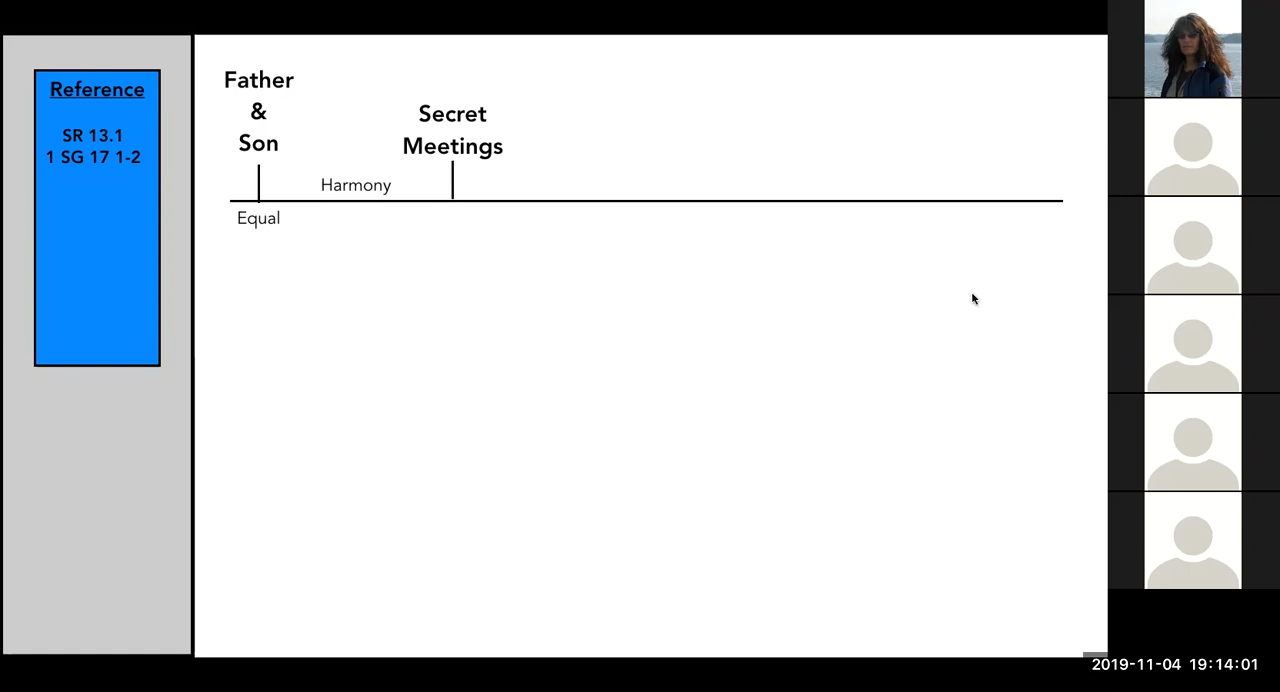 Reference
SR 13.1
1 SG 17 1-2
Father
&
Son
Secret
Meetings
Harmony
Equal
2019-11-04 19:14:01